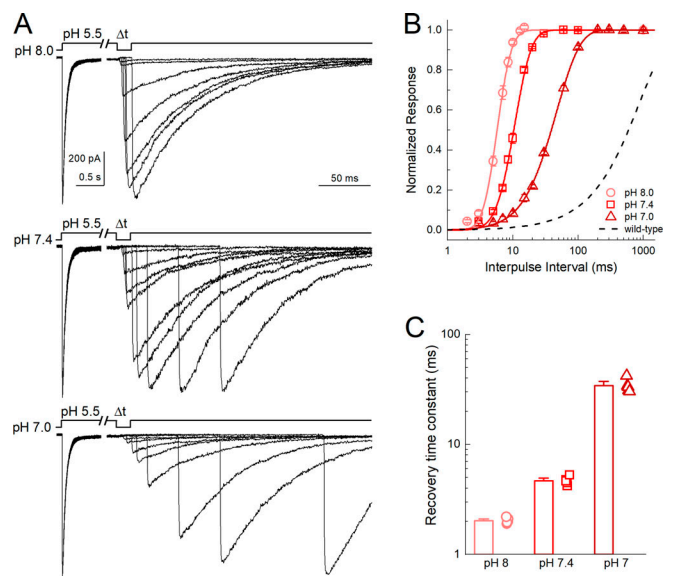 A
pH 5.5 Δt
pH 8.0
200 pA
0.5 s
50 ms
pH 5.5 Δt
pH 7.4
pH 5.5 Δt
pH 7.0
B
Normalized Response
1.0
0.8
0.6
0.4
0.2
0.0
pH 8.0
pH 7.4
pH 7.0
wild-type
1 10 100 1000
Interpulse Interval (ms)
C
Recovery time constant (ms)
100
10
1
pH 8 pH 7.4 pH 7